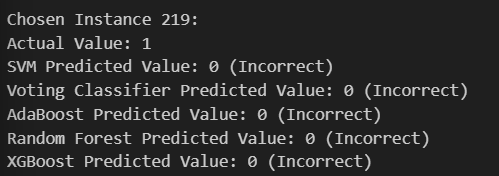 Chosen Instance 219:
Actual Value: 1
SVM Predicted Value: 0 (Incorrect)
Voting Classifier Predicted Value: 0 (Incorrect)
AdaBoost Predicted Value: 0 (Incorrect)
Random Forest Predicted Value: 0 (Incorrect)
XGBoost Predicted Value: 0 (Incorrect)